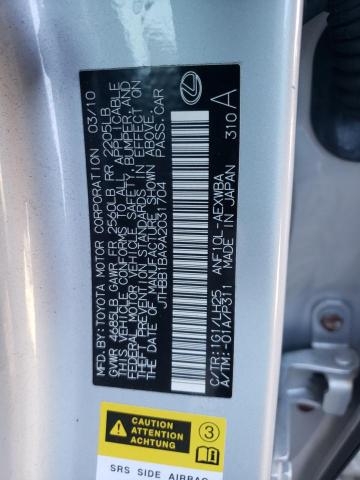 MFD. BY: TOYOTA MOTOR CORPORATION 03/10
GVWR 4685LB GAWR FR 2560LB RR 2205LB
THIS VEHICLE CONFORMS TO ALL APPLICABLE
FEDERAL MOTOR VEHICLE SAFETY, BUMPER, AND
THEFT PREVENTION STANDARDS IN EFFECT ON
THE DATE OF MANUFACTURE SHOWN ABOVE.
JTHBB1BA9A2031704 PASS.CAR
310 A
C/TR:1G1/LH25 ANF10L-AEXWBA
A/TM:-01A/P311 MADE IN JAPAN
CAUTION
ATTENTION
ACHTUNG
3
SRS SIDE AIRBAG